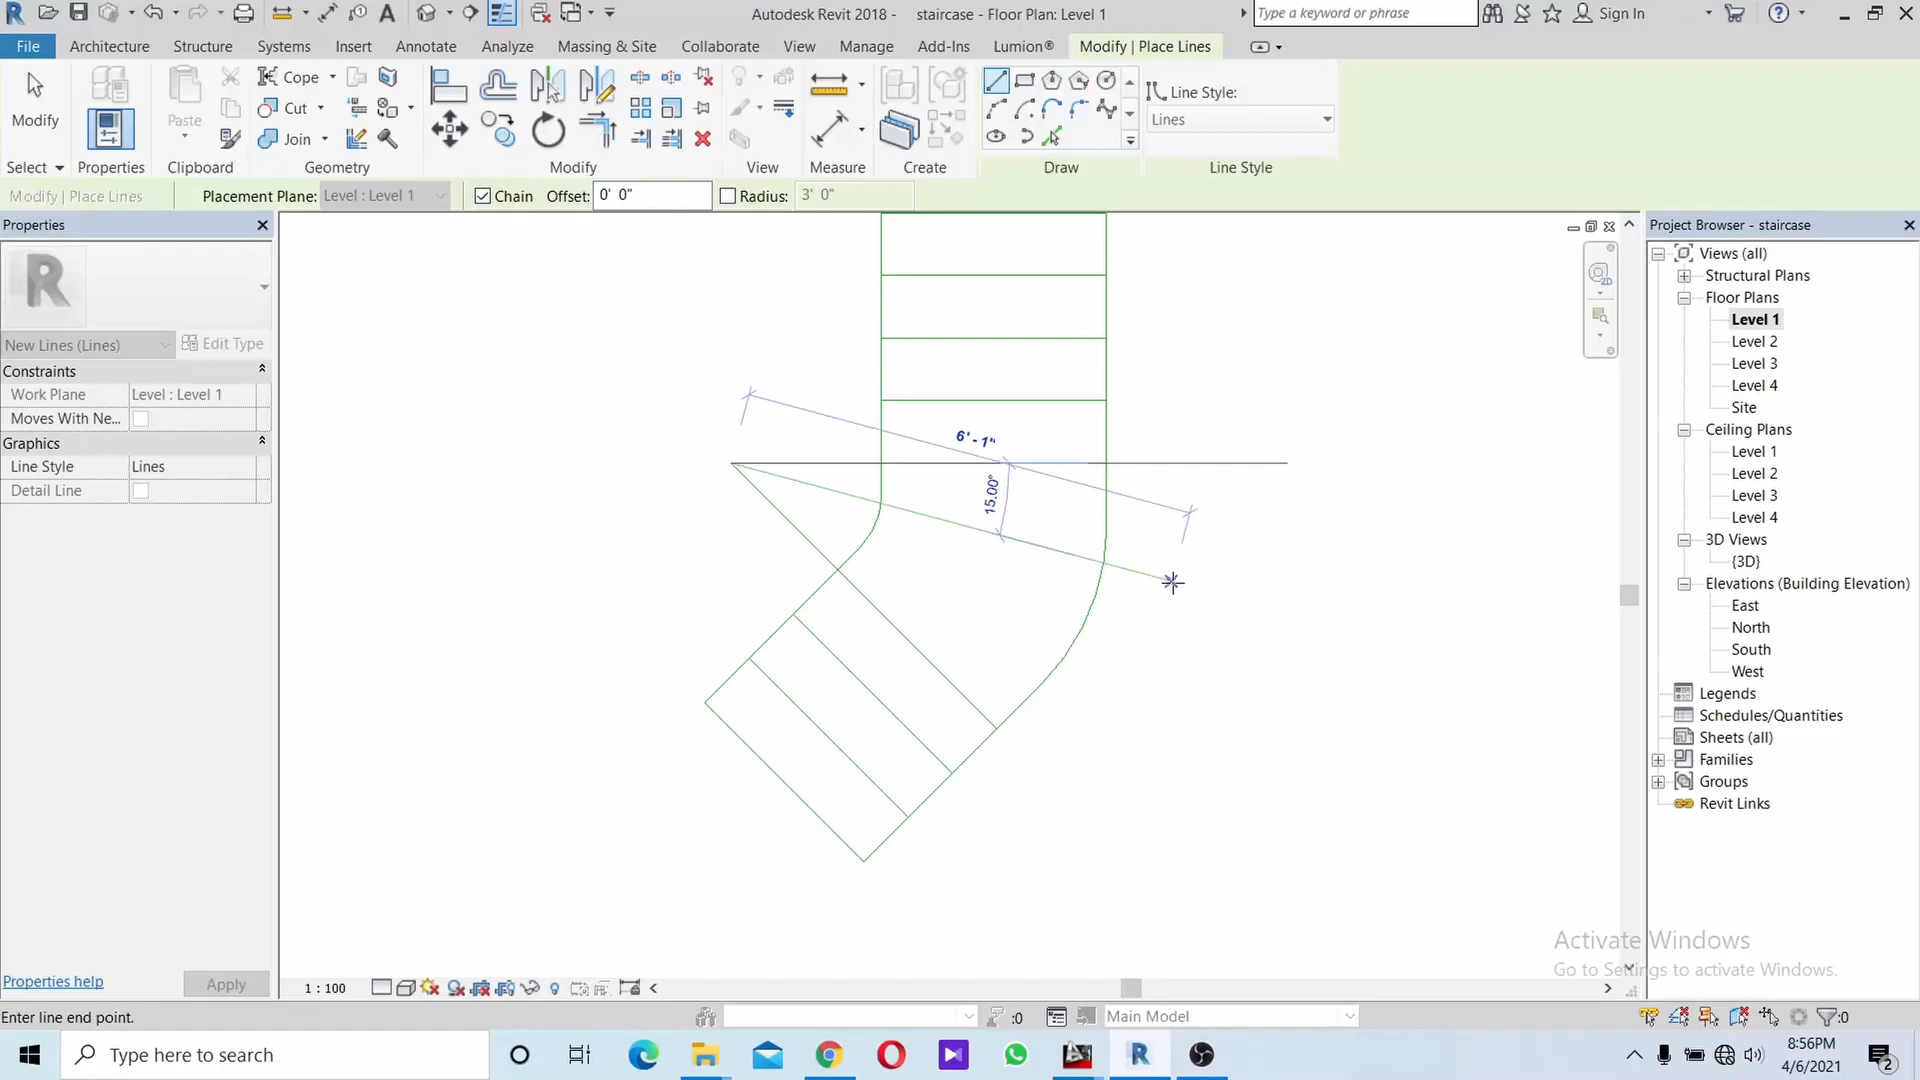 Autodesk Revit 2018 -    staircase - Floor Plan: Level 1
Type a keyword or phrase
Sign In
File
Architecture
Structure
Systems
Insert
Annotate
Analyze
Massing & Site
Collaborate
View
Manage
Add-Ins
Lumion®
Modify | Place Lines
Modify
Paste
Cope
Cut
Join
Line Style:
Lines
Select
Properties
Clipboard
Geometry
Modify
View
Measure
Create
Draw
Line Style
Modify | Place Lines
Placement Plane: Level : Level 1
Chain
Offset: 0' 0"
Radius: 3' 0"
Properties
R
New Lines (Lines)
Edit Type
Constraints
Work Plane Level : Level 1
Moves With Ne...
Graphics
Line Style Lines
Detail Line
Properties help
Apply
6' - 1"
15.00°
2D
Project Browser - staircase
Views (all)
Structural Plans
Floor Plans
Level 1
Level 2
Level 3
Level 4
Site
Ceiling Plans
Level 1
Level 2
Level 3
Level 4
3D Views
{3D}
Elevations (Building Elevation)
East
North
South
West
Legends
Schedules/Quantities
Sheets (all)
Families
Groups
Revit Links
Activate Windows
Go to Settings to activate Windows.
1 : 100
Enter line end point.
:0
Main Model
:0
Type here to search
8:56PM
4/6/2021
2